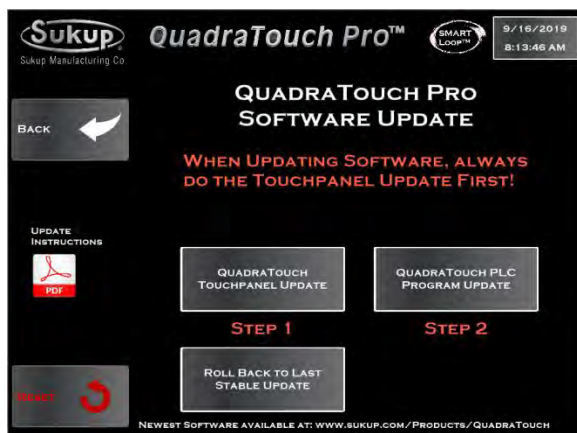 Sukup
Sukup Manufacturing Co
QuadraTouch Pro™
SMART
LOOP™
9/16/2019
8:13:46 AM
BACK
QUADRATOUCH PRO
SOFTWARE UPDATE
WHEN UPDATING SOFTWARE, ALWAYS
DO THE TOUCHPANEL UPDATE FIRST!
UPDATE
INSTRUCTIONS
PDF
QUADRATOUCH
TOUCHPANEL UPDATE
QUADRATOUCH PLC
PROGRAM UPDATE
STEP 1
STEP 2
ROLL BACK TO LAST
STABLE UPDATE
RESET
NEWEST SOFTWARE AVAILABLE AT: WWW.SUKUP.COM/PRODUCTS/QUADRATOUCH